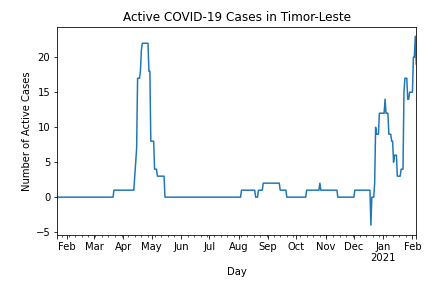 Active COVID-19 Cases in Timor-Leste
Number of Active Cases
20
15
10
5
0
−5
Feb Mar Apr May Jun Jul Aug Sep Oct Nov Dec Jan Feb
2021
Day